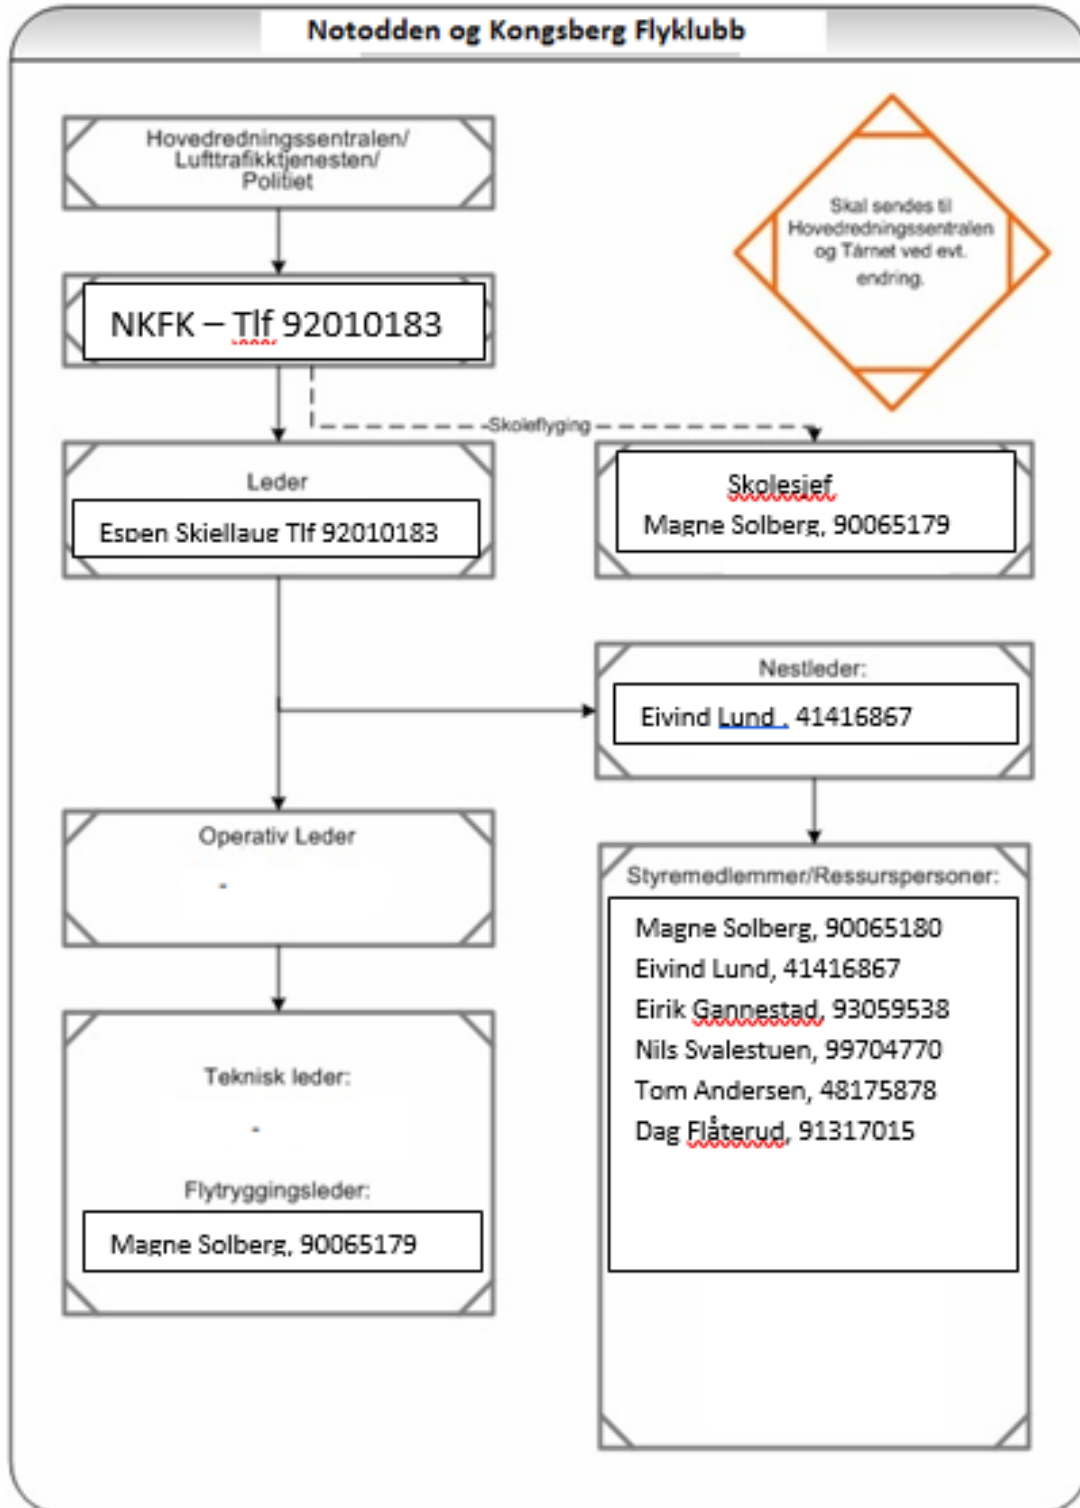 Notodden og Kongsberg Flyklubb
Hovedredningssentralen/
Lufttrafikktjenesten/
Politiet
Skal sendes til
Hovedredningssentralen
og Tårnet ved evt.
endring.
NKFK – Tlf 92010183
Skoleflyging
Leder
Espen Skiellaug Tlf 92010183
Skolesjef
Magne Solberg, 90065179
Nestleder:
Eivind Lund . 41416867
Operativ Leder
-
Styremedlemmer/Ressurspersoner:
Magne Solberg, 90065180
Eivind Lund, 41416867
Eirik Gannestad, 93059538
Nils Svalestuen, 99704770
Tom Andersen, 48175878
Dag Flåterud, 91317015
Teknisk leder:
-
Flytryggingsleder:
Magne Solberg, 90065179